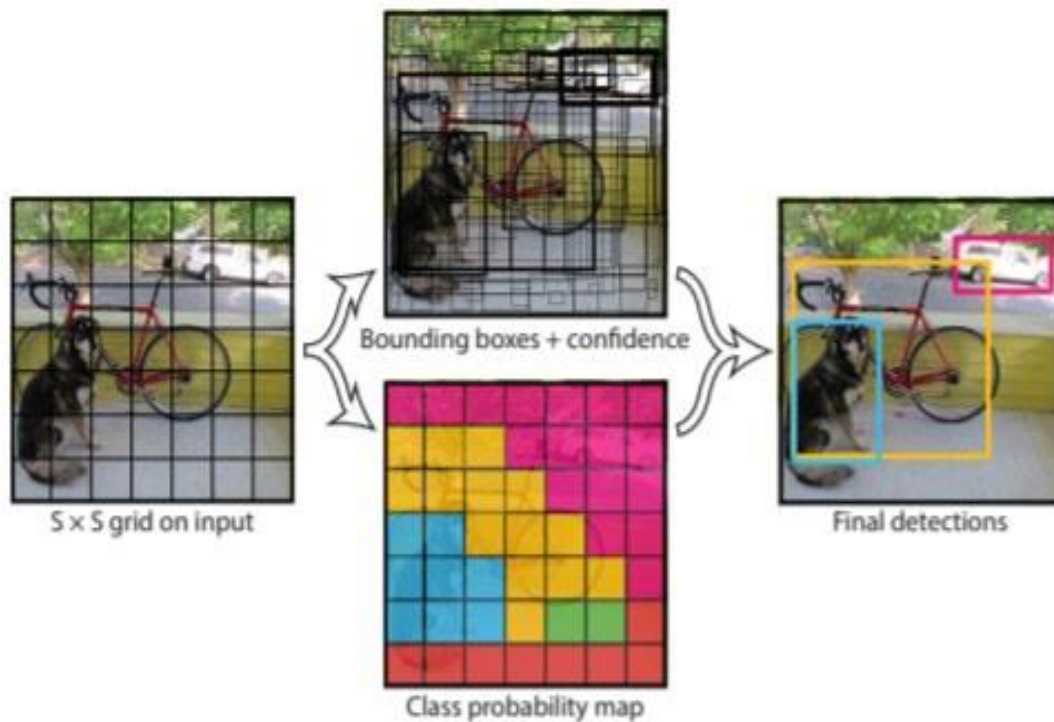 Bounding boxes + confidence
S × S grid on input
Final detections
Class probability map